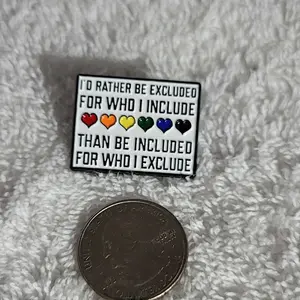 I'D RATHER BE EXCLUDED
FOR WHO I INCLUDE
THAN BE INCLUDED
FOR WHO I EXCLUDE